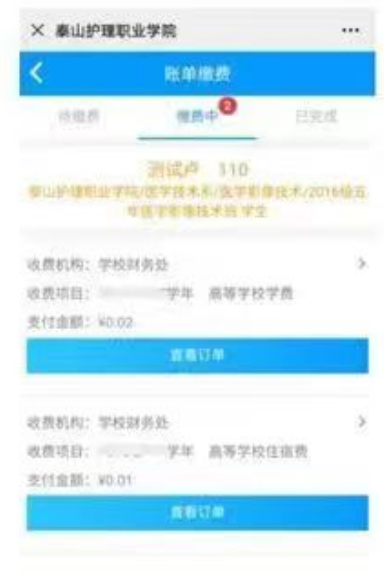 泰山护理职业学院
账单缴费
待缴费 缴费中 2 已完成
测试卢 110
泰山护理职业学院/医学技术系/医学影像技术/2016级五
年医学影像技术班 学生
收费机构：学校财务处
收费项目： 学年 高等学校学费
支付金额：¥0.02
查看订单
收费机构：学校财务处
收费项目： 学年 高等学校住宿费
支付金额：¥0.01
查看订单